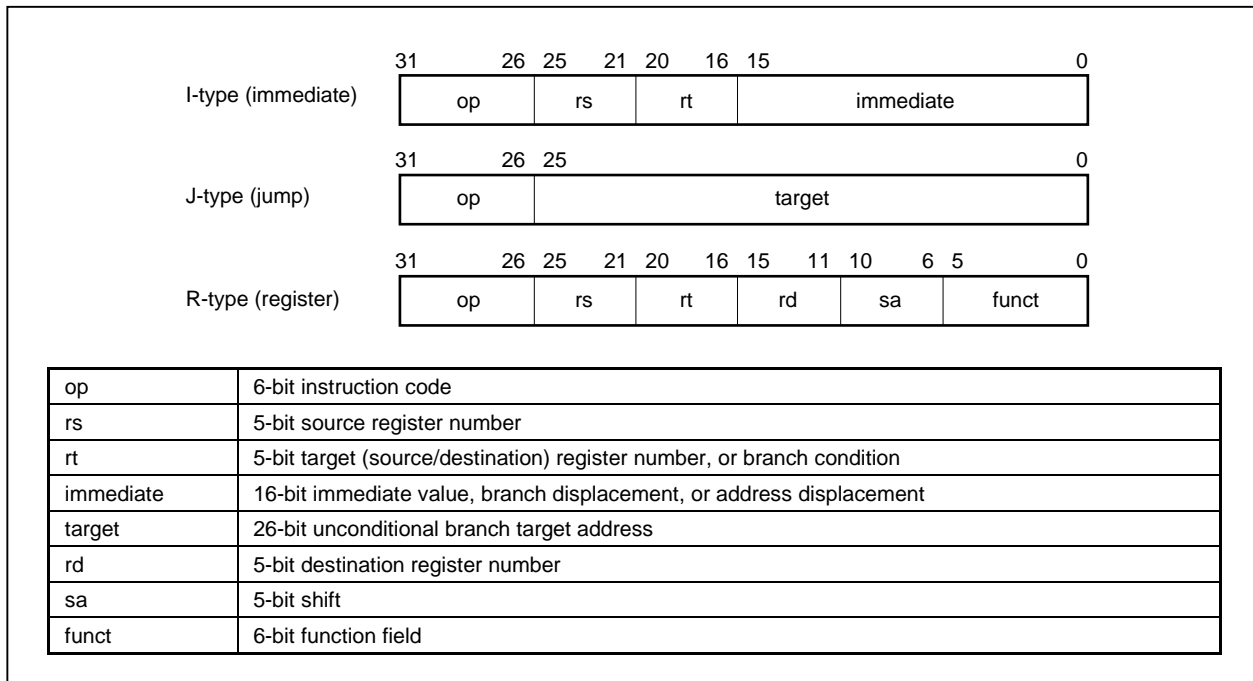 31 26 25 21 20 16 15 0
I-type (immediate) op rs rt immediate
31 26 25 0
J-type (jump) op target
31 26 25 21 20 16 15 11 10 6 5 0
R-type (register) op rs rt rd sa funct
op 6-bit instruction code
rs 5-bit source register number
rt 5-bit target (source/destination) register number, or branch condition
immediate 16-bit immediate value, branch displacement, or address displacement
target 26-bit unconditional branch target address
rd 5-bit destination register number
sa 5-bit shift
funct 6-bit function field